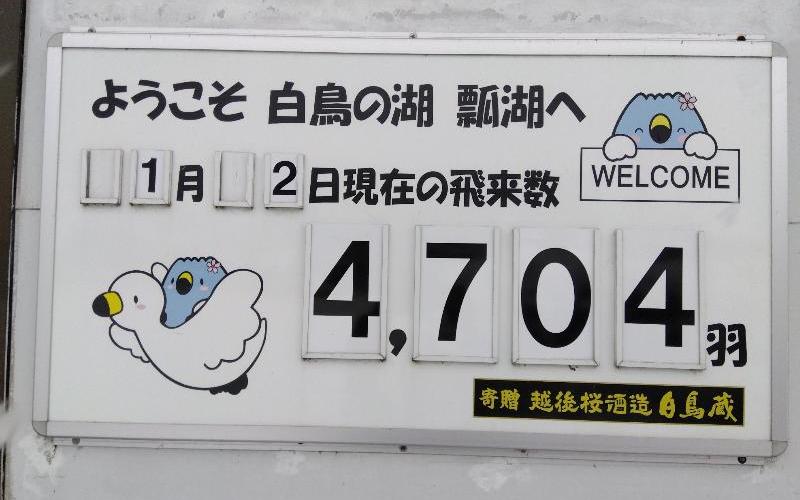 ようこそ 白鳥の湖 瓢湖へ
WELCOME
1月 2日現在の飛来数
4,704羽
寄贈 越後桜酒造 白鳥蔵